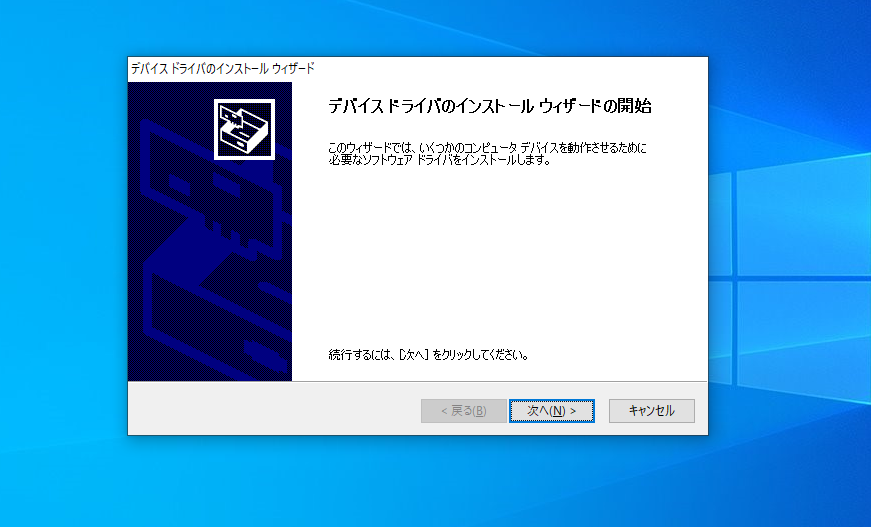 デバイス ドライバのインストール ウィザード
デバイス ドライバのインストール ウィザードの開始
このウィザードでは、いくつかのコンピュータ デバイスを動作させるために
必要なソフトウェア ドライバをインストールします。
続行するには、[次へ] をクリックしてください。
< 戻る(B)
次へ(N) >
キャンセル